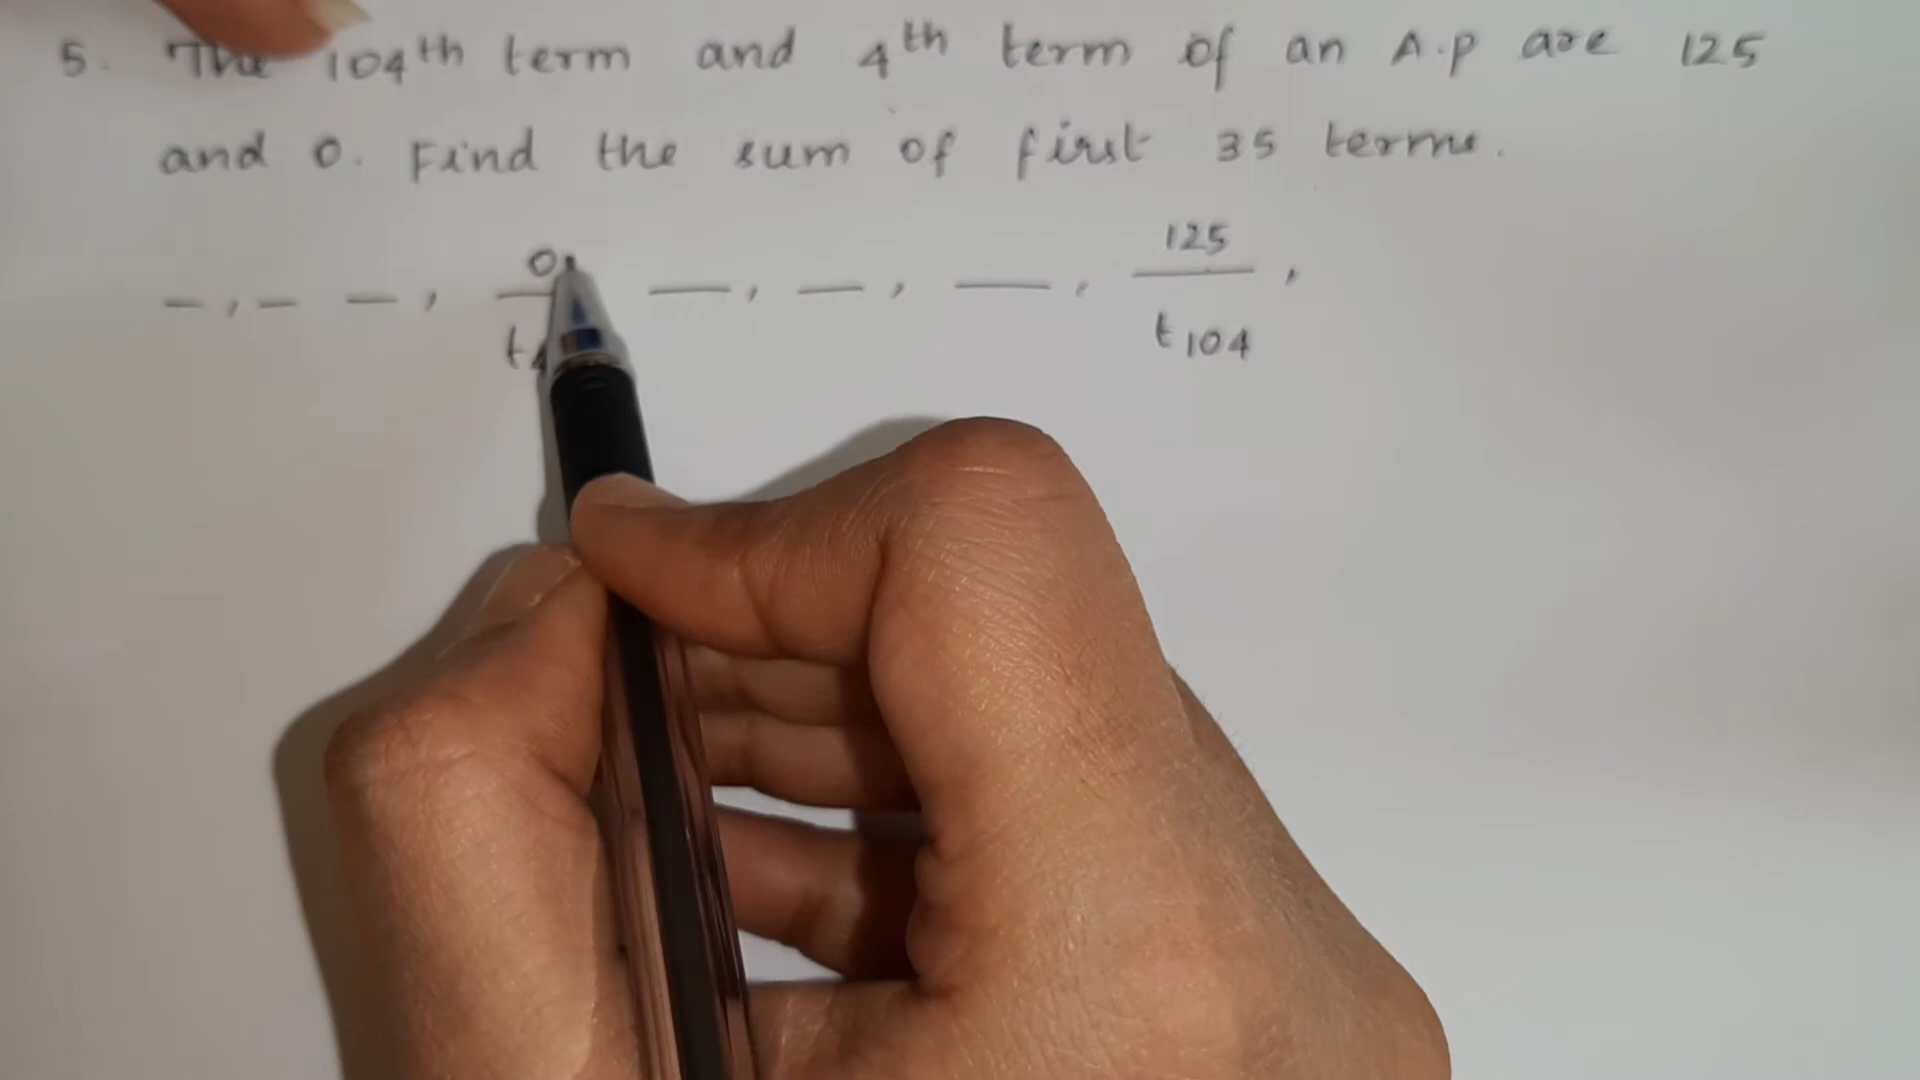 5. The 104th term and 4th term of an A.P are 125
and 0. Find the sum of first 35 terms.
0 125
— , — — , — — , — , — , — ,
t4 t104